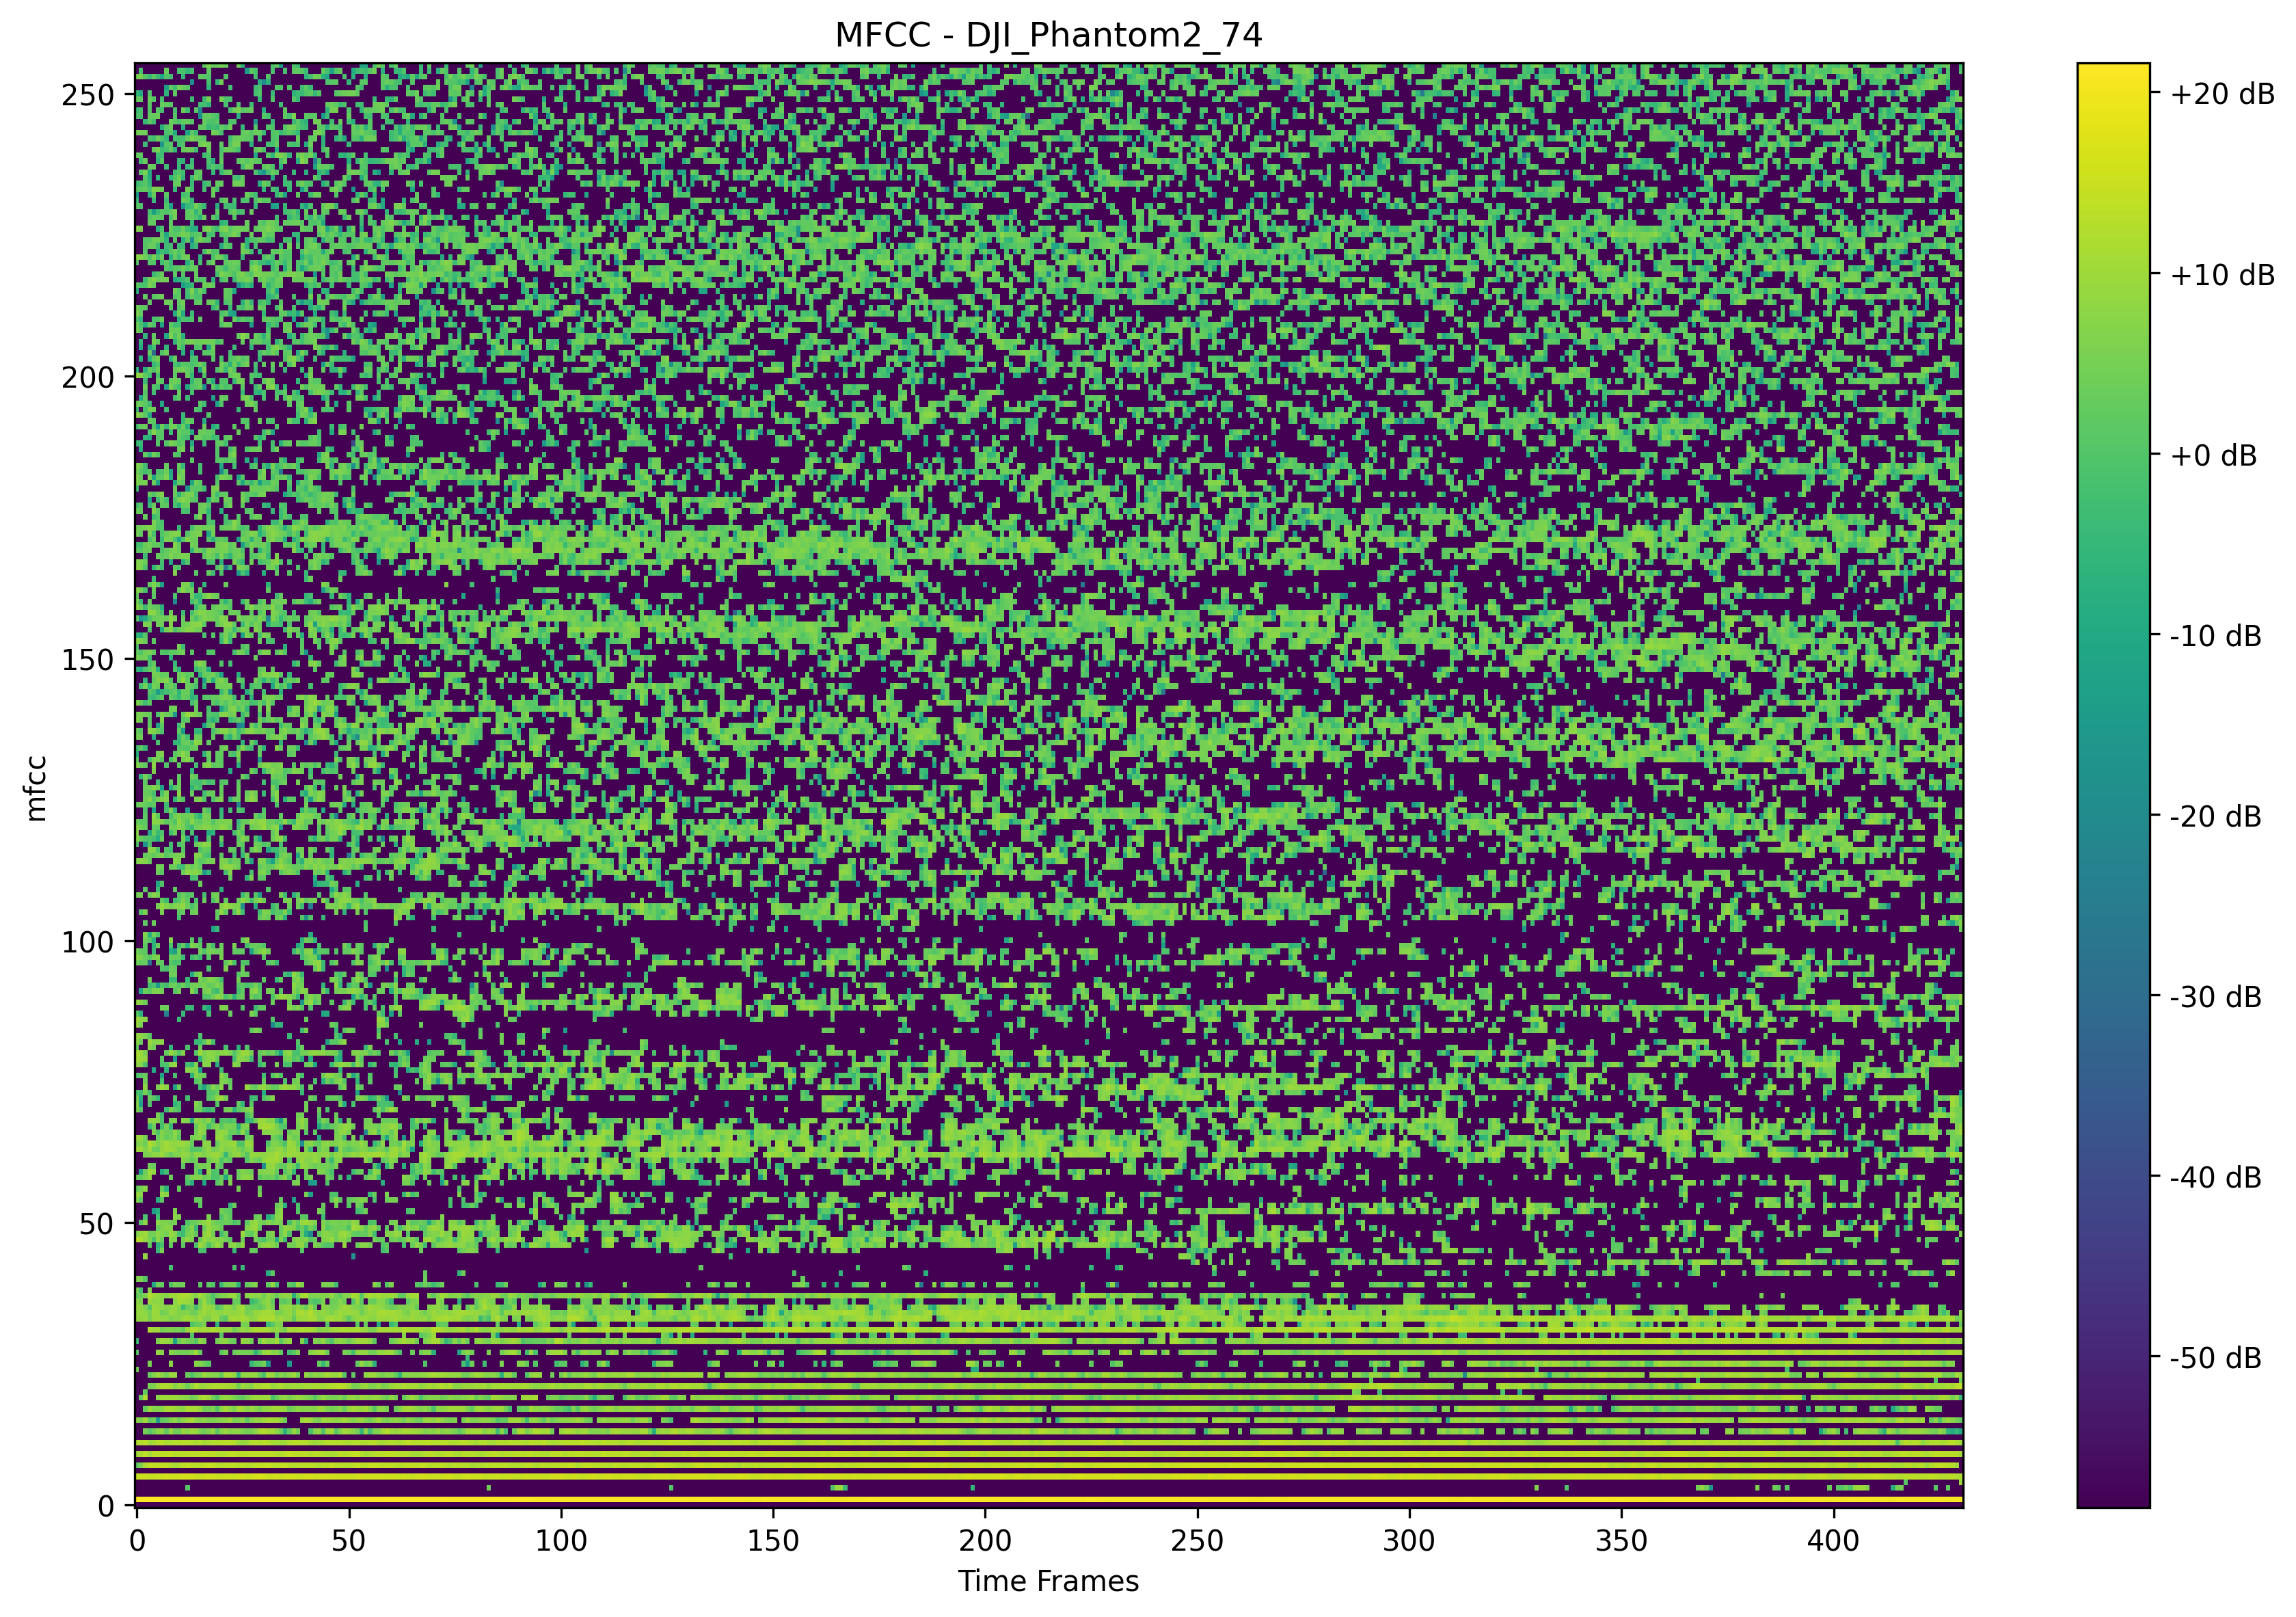 MFCC - DJI_Phantom2_74
250
200
150
100
50
0
mfcc
0 50 100 150 200 250 300 350 400
Time Frames
+20 dB
+10 dB
+0 dB
-10 dB
-20 dB
-30 dB
-40 dB
-50 dB